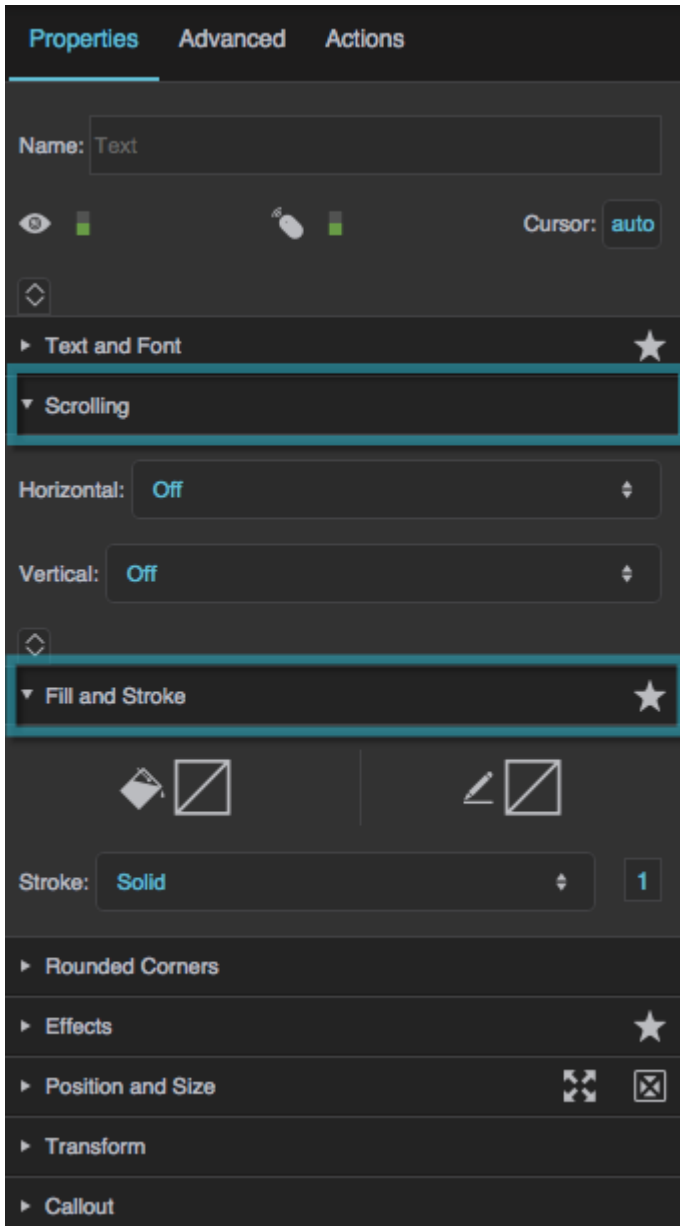 Properties Advanced Actions
Name: Text
Cursor: auto
Text and Font
Scrolling
Horizontal: Off
Vertical: Off
Fill and Stroke
Stroke: Solid 1
Rounded Corners
Effects
Position and Size
Transform
Callout